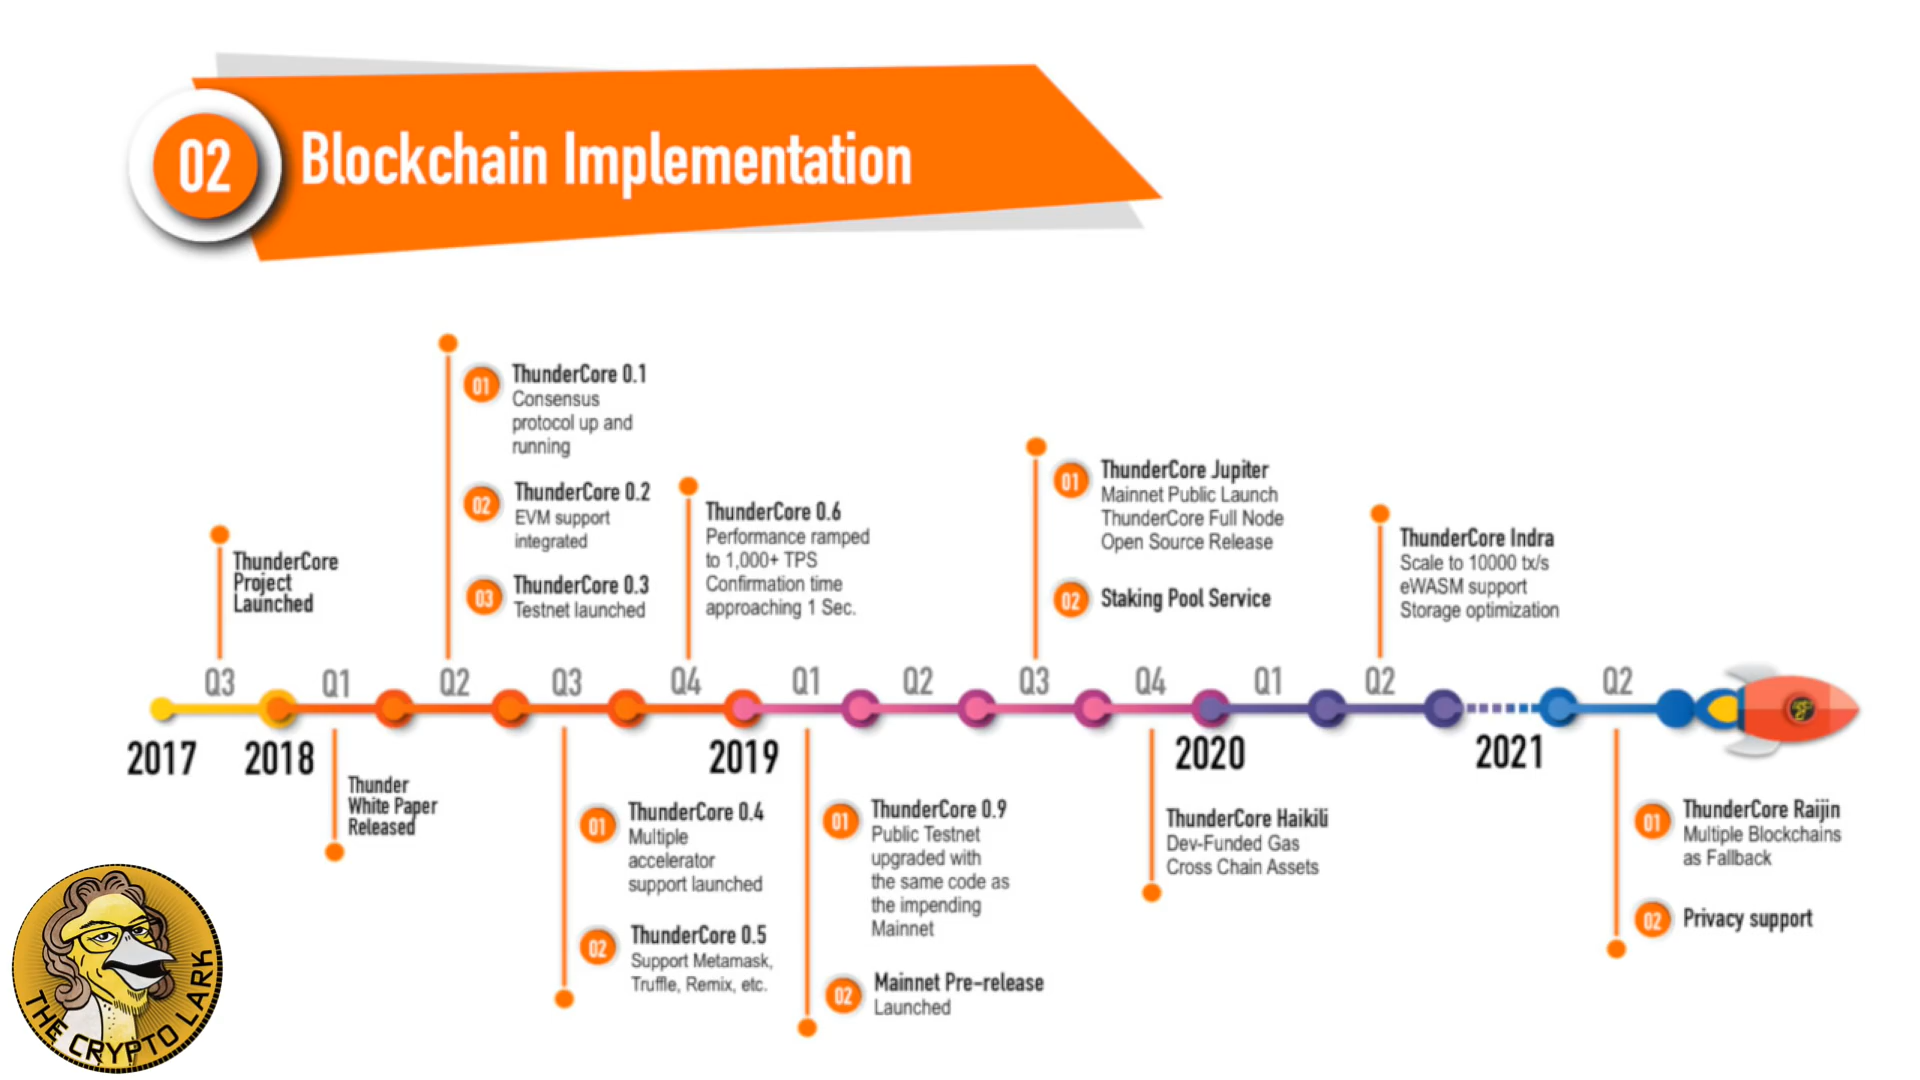 02
Blockchain Implementation
ThunderCore
Project
Launched
01
ThunderCore 0.1
Consensus
protocol up and
running
02
ThunderCore 0.2
EVM support
integrated
03
ThunderCore 0.3
Testnet launched
ThunderCore 0.6
Performance ramped
to 1,000+ TPS
Confirmation time
approaching 1 Sec.
01
ThunderCore Jupiter
Mainnet Public Launch
ThunderCore Full Node
Open Source Release
02
Staking Pool Service
ThunderCore Indra
Scale to 10000 tx/s
eWASM support
Storage optimization
Q3 Q1 Q2 Q3 Q4 Q1 Q2 Q3 Q4 Q1 Q2 Q2
2017 2018 2019 2020 2021
Thunder
White Paper
Released
01
ThunderCore 0.4
Multiple
accelerator
support launched
02
ThunderCore 0.5
Support Metamask,
Truffle, Remix, etc.
01
ThunderCore 0.9
Public Testnet
upgraded with
the same code as
the impending
Mainnet
02
Mainnet Pre-release
Launched
ThunderCore Haikili
Dev-Funded Gas
Cross Chain Assets
01
ThunderCore Raijin
Multiple Blockchains
as Fallback
02
Privacy support
THE CRYPTO LARK